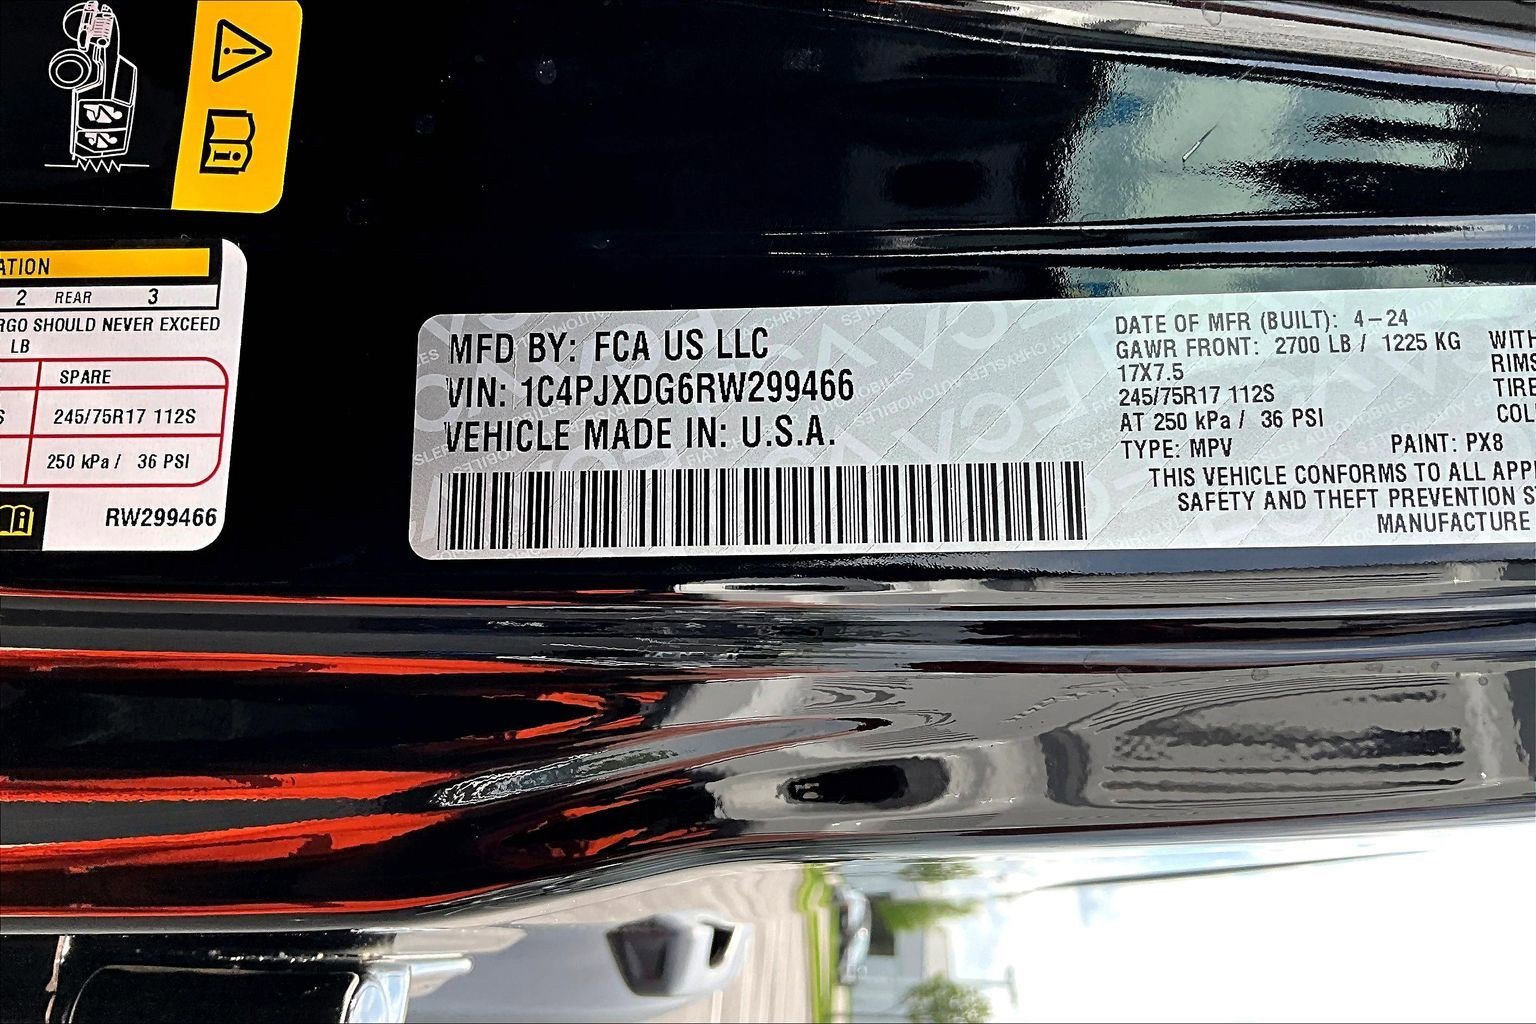 ATION
2 REAR 3
RGO SHOULD NEVER EXCEED
LB
SPARE
S 245/75R17 112S
250 kPa / 36 PSI
RW299466
MFD BY: FCA US LLC
VIN: 1C4PJXDG6RW299466
VEHICLE MADE IN: U.S.A.
DATE OF MFR (BUILT): 4-24
GAWR FRONT: 2700 LB / 1225 KG WITH
17X7.5 RIMS
245/75R17 112S TIRE
AT 250 kPa / 36 PSI COL
TYPE: MPV PAINT: PX8
THIS VEHICLE CONFORMS TO ALL APP
SAFETY AND THEFT PREVENTION S
MANUFACTURE